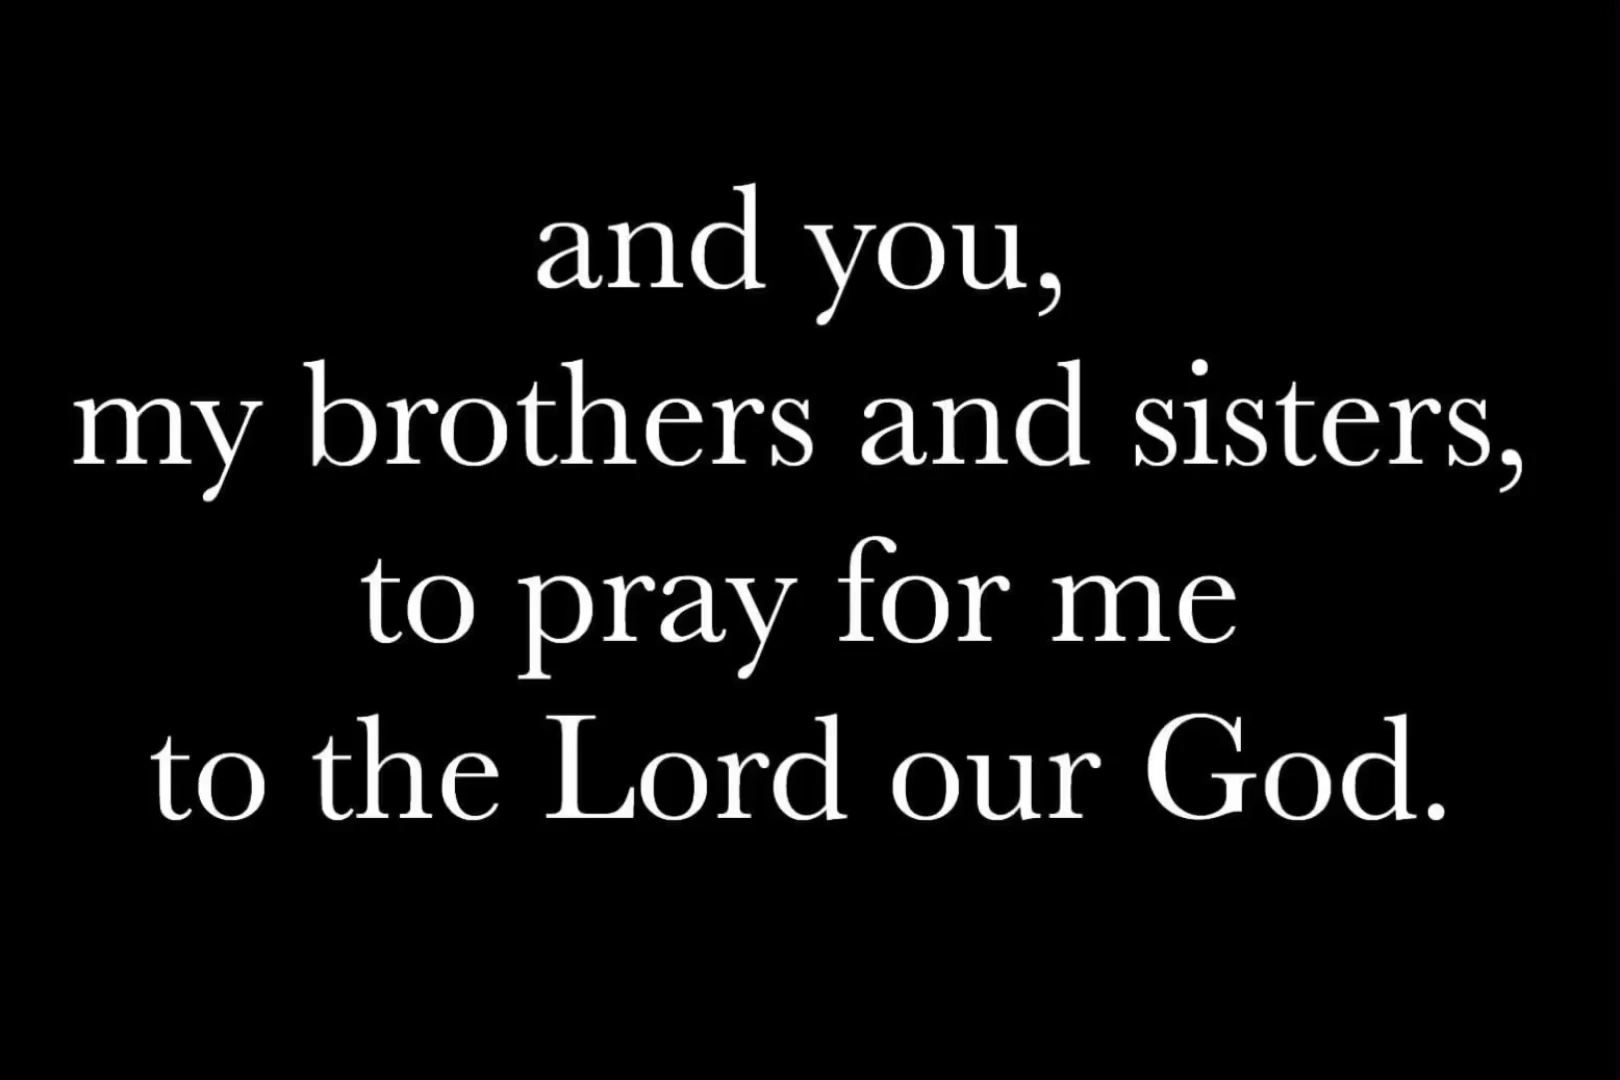 and you,
my brothers and sisters,
to pray for me
to the Lord our God.